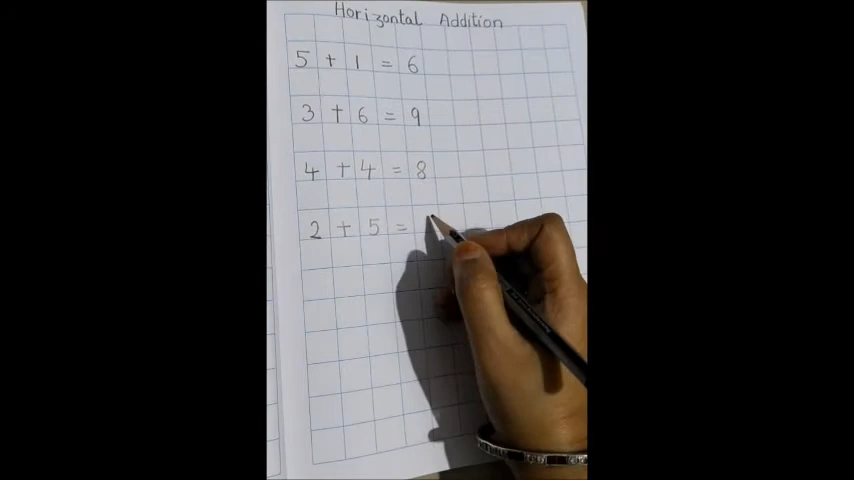 Horizontal Addition
5 + 1 = 6
3 + 6 = 9
4 + 4 = 8
2 + 5 =